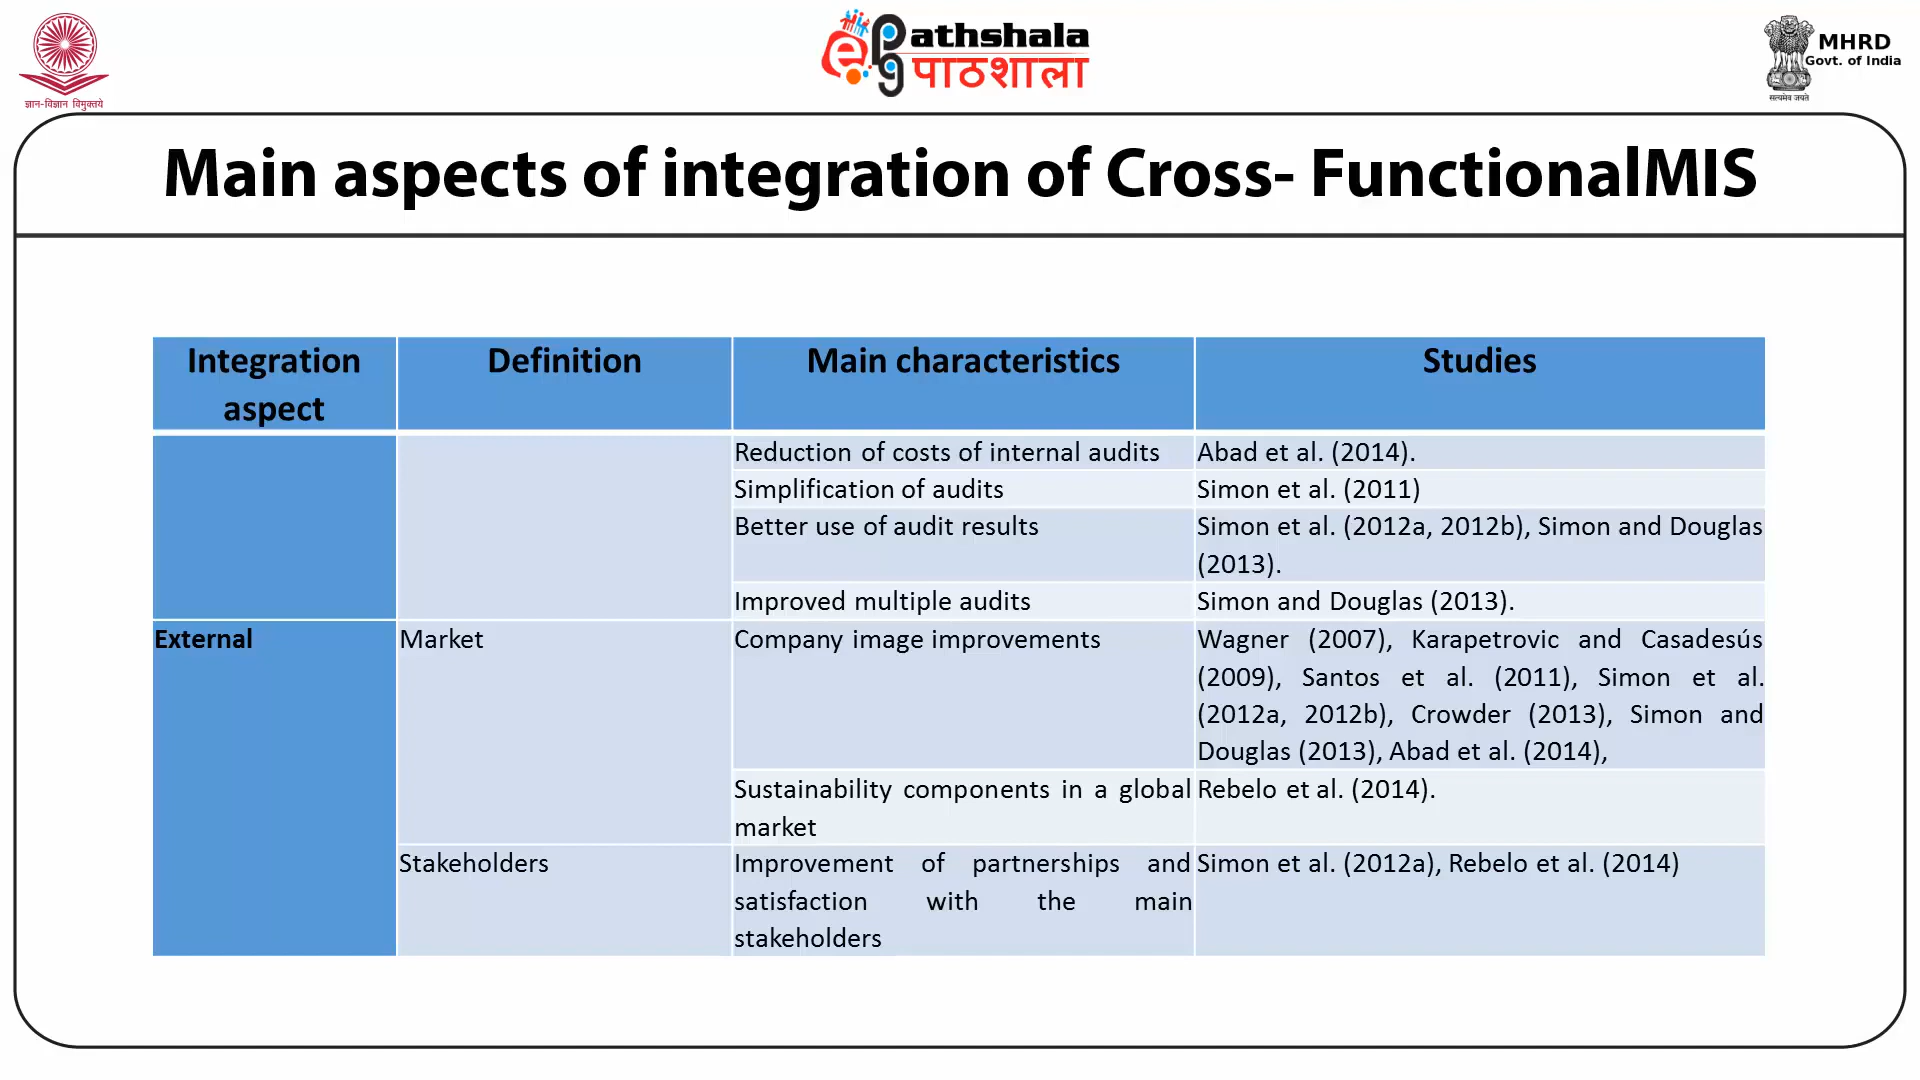 ज्ञान-विज्ञान विमुक्तये
ePathshala
पाठशाला
MHRD
Govt. of India
सत्यमेव जयते
Main aspects of integration of Cross- FunctionalMIS
Integration
aspect
Definition
Main characteristics
Studies
Reduction of costs of internal audits
Abad et al. (2014).
Simplification of audits
Simon et al. (2011)
Better use of audit results
Simon et al. (2012a, 2012b), Simon and Douglas
(2013).
Improved multiple audits
Simon and Douglas (2013).
External
Market
Company image improvements
Wagner (2007), Karapetrovic and Casadesús
(2009), Santos et al. (2011), Simon et al.
(2012a, 2012b), Crowder (2013), Simon and
Douglas (2013), Abad et al. (2014),
Sustainability components in a global
market
Rebelo et al. (2014).
Stakeholders
Improvement of partnerships and
satisfaction with the main
stakeholders
Simon et al. (2012a), Rebelo et al. (2014)